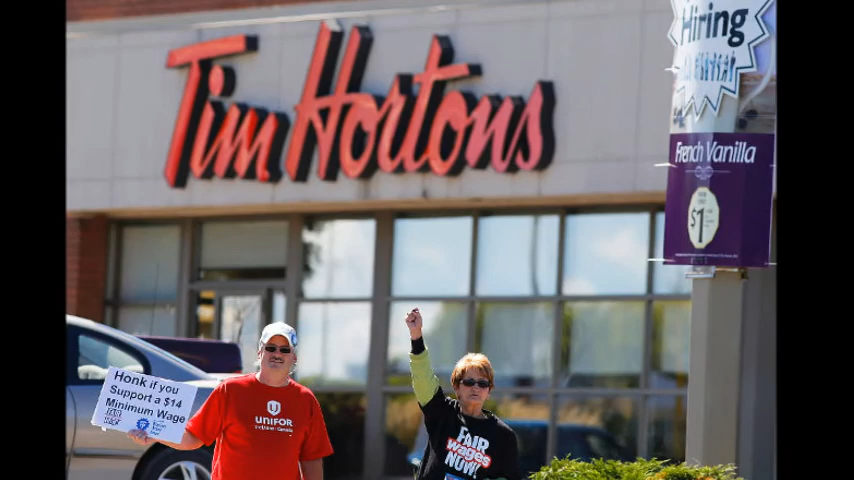 Tim Hortons
Hiring
French Vanilla
$1
Honk if you
Support a $14
Minimum Wage
UNIFOR
FAIR
wages
NOW!